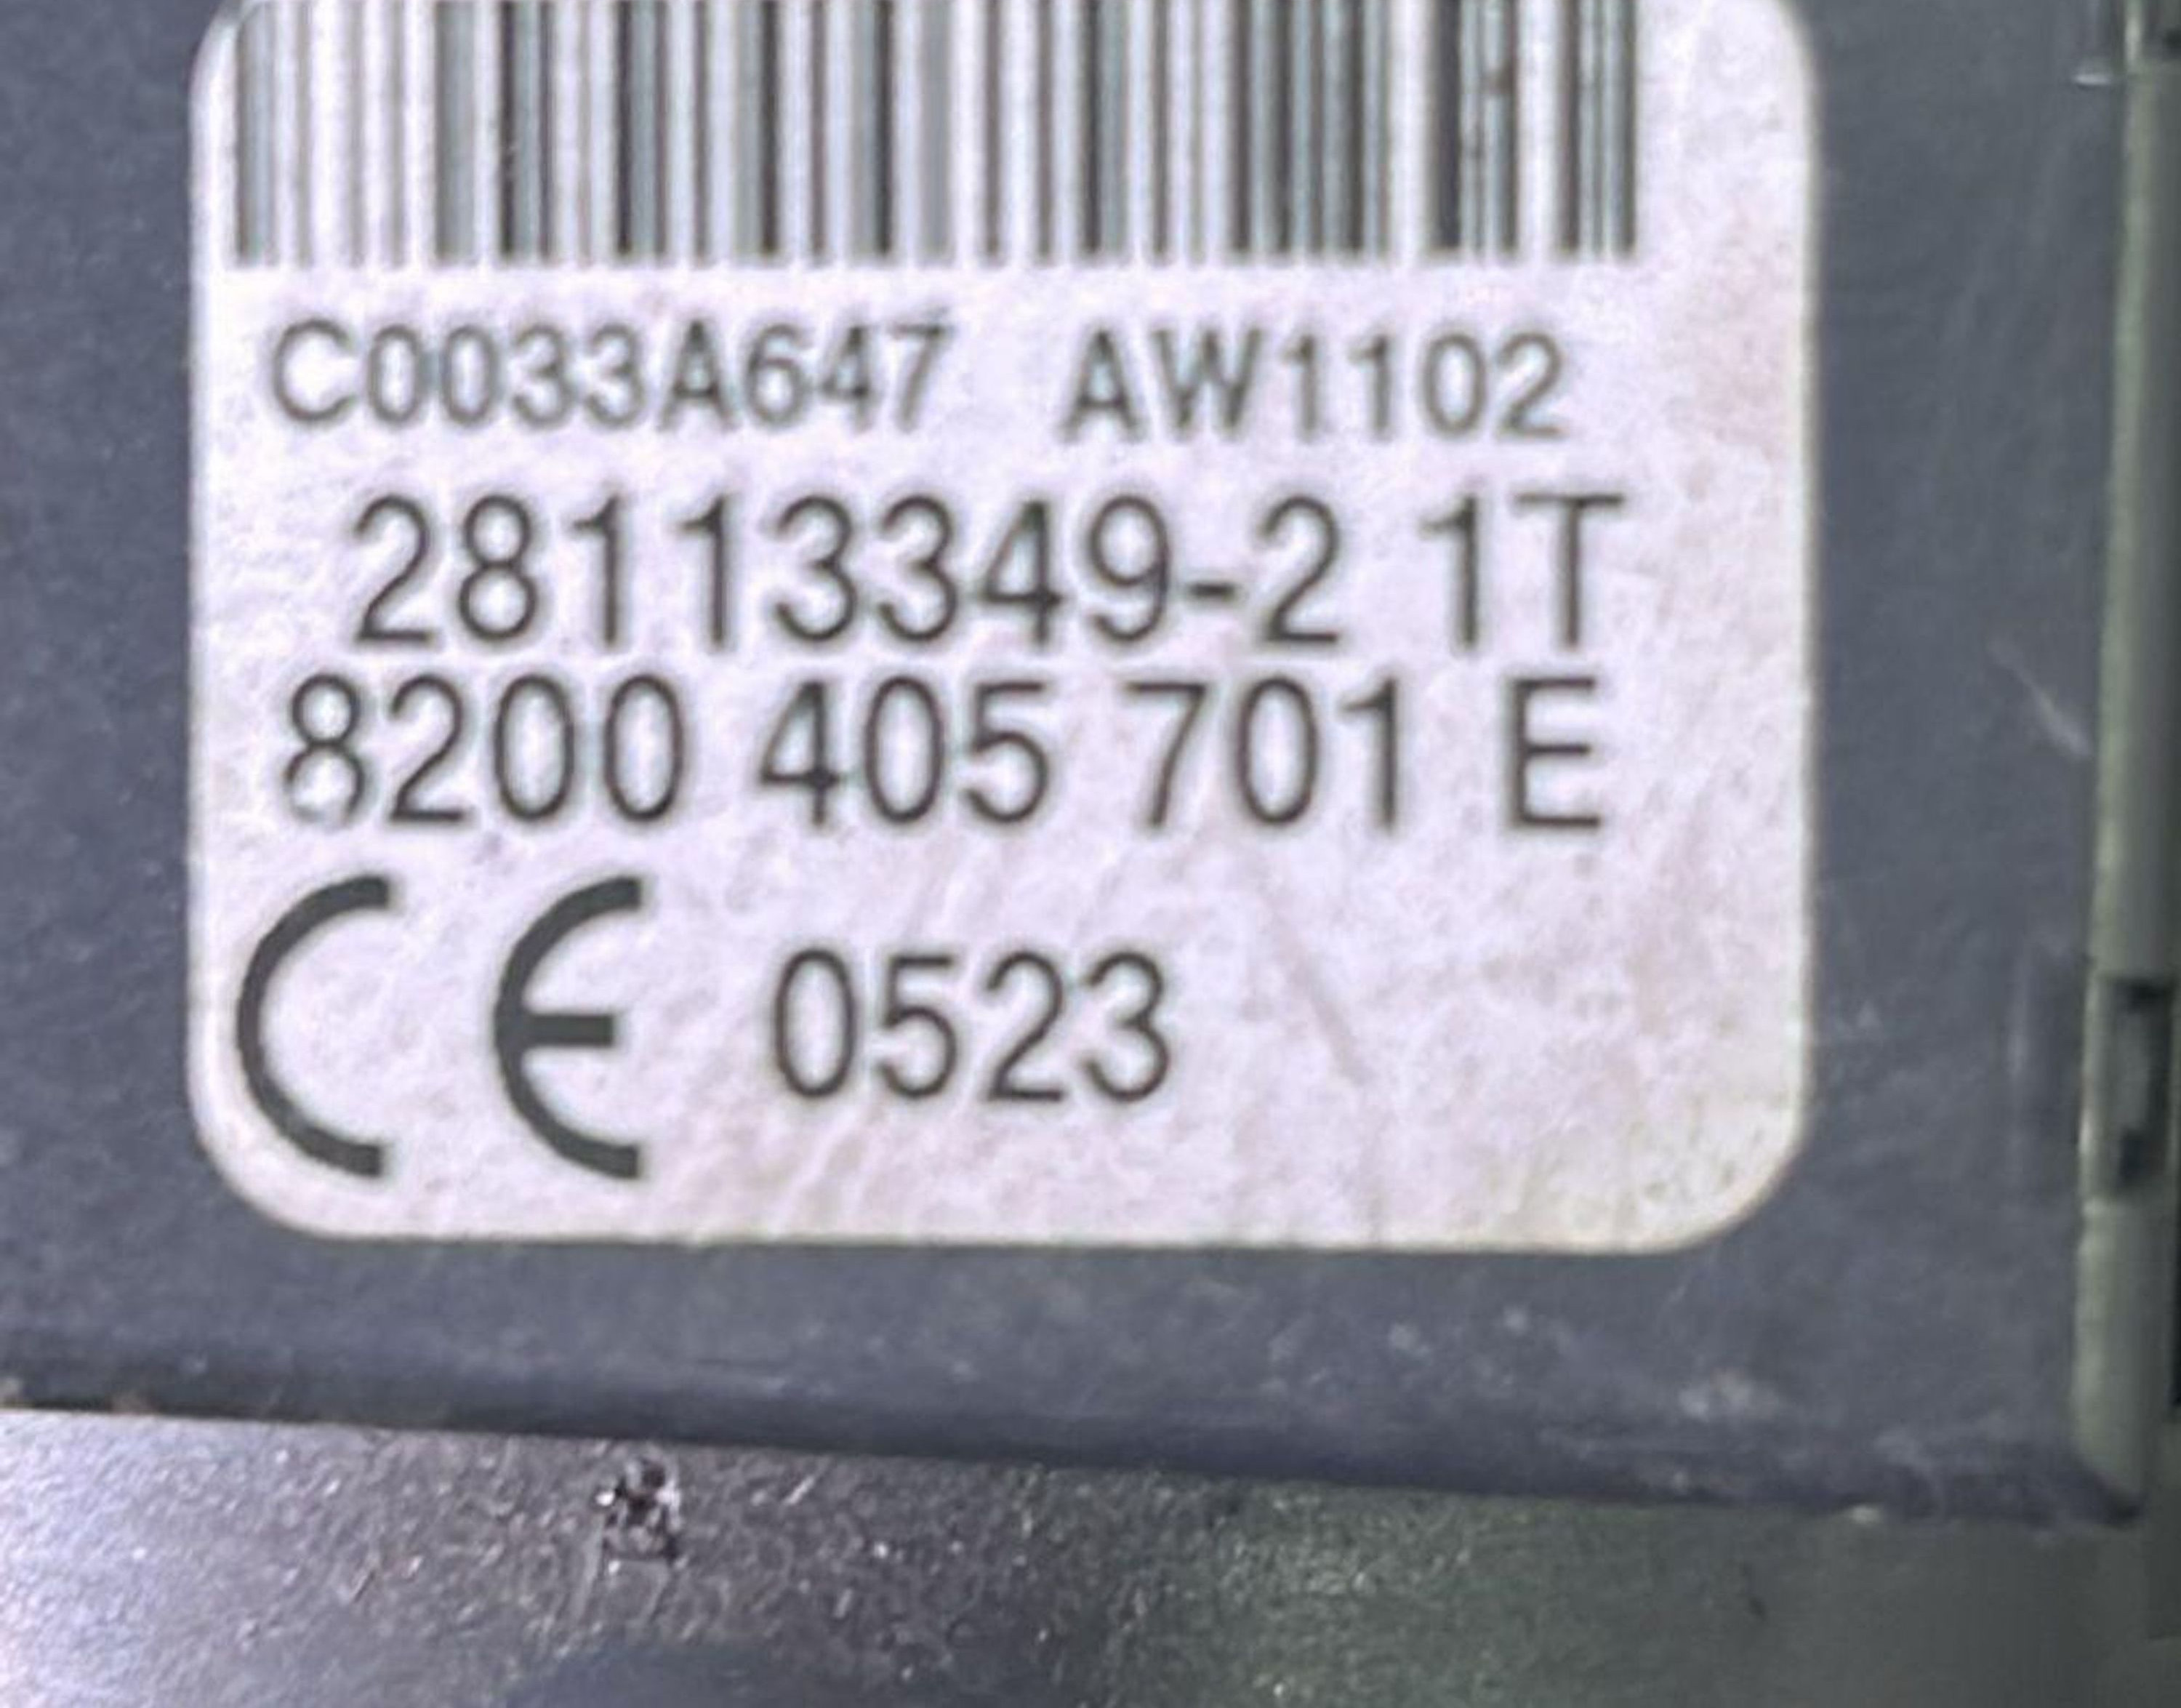 C0033A647 AW1102
28113349-2 1T
8200 405 701 E
CE 0523